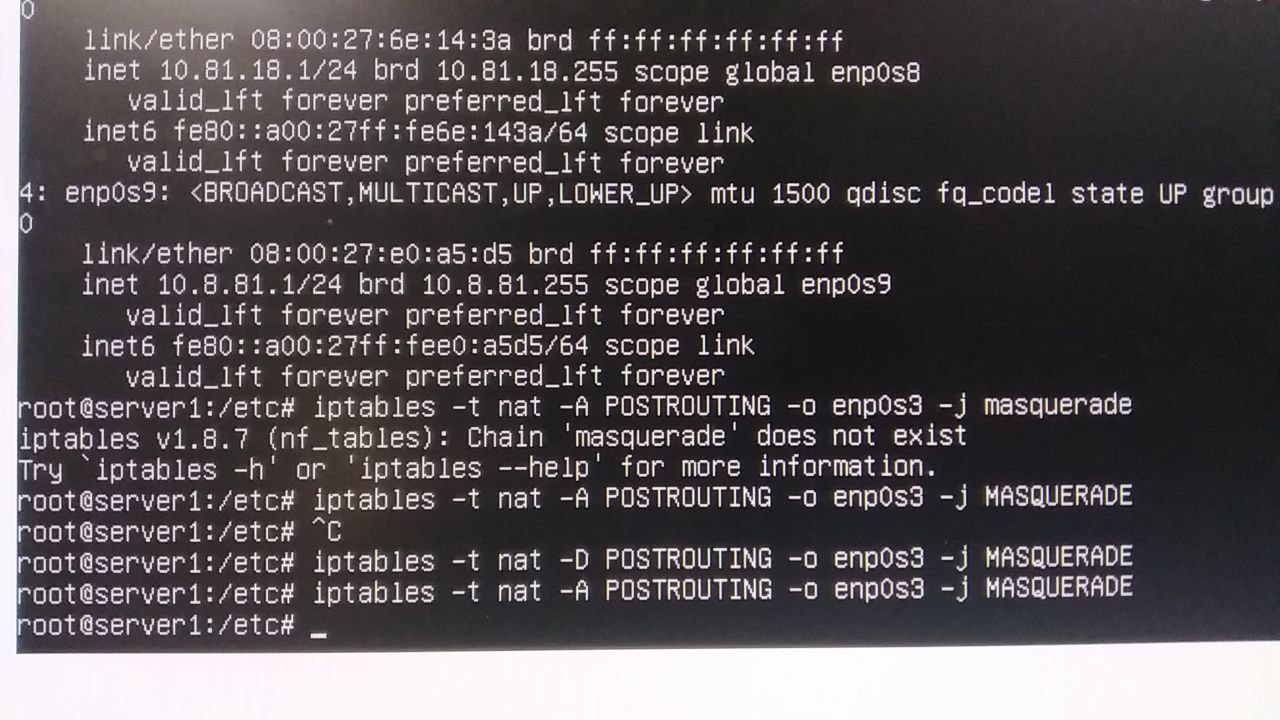 0
link/ether 08:00:27:6e:14:3a brd ff:ff:ff:ff:ff:ff
inet 10.81.18.1/24 brd 10.81.18.255 scope global enp0s8
valid_lft forever preferred_lft forever
inet6 fe80::a00:27ff:fe6e:143a/64 scope link
valid_lft forever preferred_lft forever
4: enp0s9: <BROADCAST,MULTICAST,UP,LOWER_UP> mtu 1500 qdisc fq_codel state UP group
0
link/ether 08:00:27:e0:a5:d5 brd ff:ff:ff:ff:ff:ff
inet 10.8.81.1/24 brd 10.8.81.255 scope global enp0s9
valid_lft forever preferred_lft forever
inet6 fe80::a00:27ff:fee0:a5d5/64 scope link
valid_lft forever preferred_lft forever
root@server1:/etc# iptables -t nat -A POSTROUTING -o enp0s3 -j masquerade
iptables v1.8.7 (nf_tables): Chain 'masquerade' does not exist
Try `iptables -h' or 'iptables --help' for more information.
root@server1:/etc# iptables -t nat -A POSTROUTING -o enp0s3 -j MASQUERADE
root@server1:/etc# ^C
root@server1:/etc# iptables -t nat -D POSTROUTING -o enp0s3 -j MASQUERADE
root@server1:/etc# iptables -t nat -A POSTROUTING -o enp0s3 -j MASQUERADE
root@server1:/etc# _